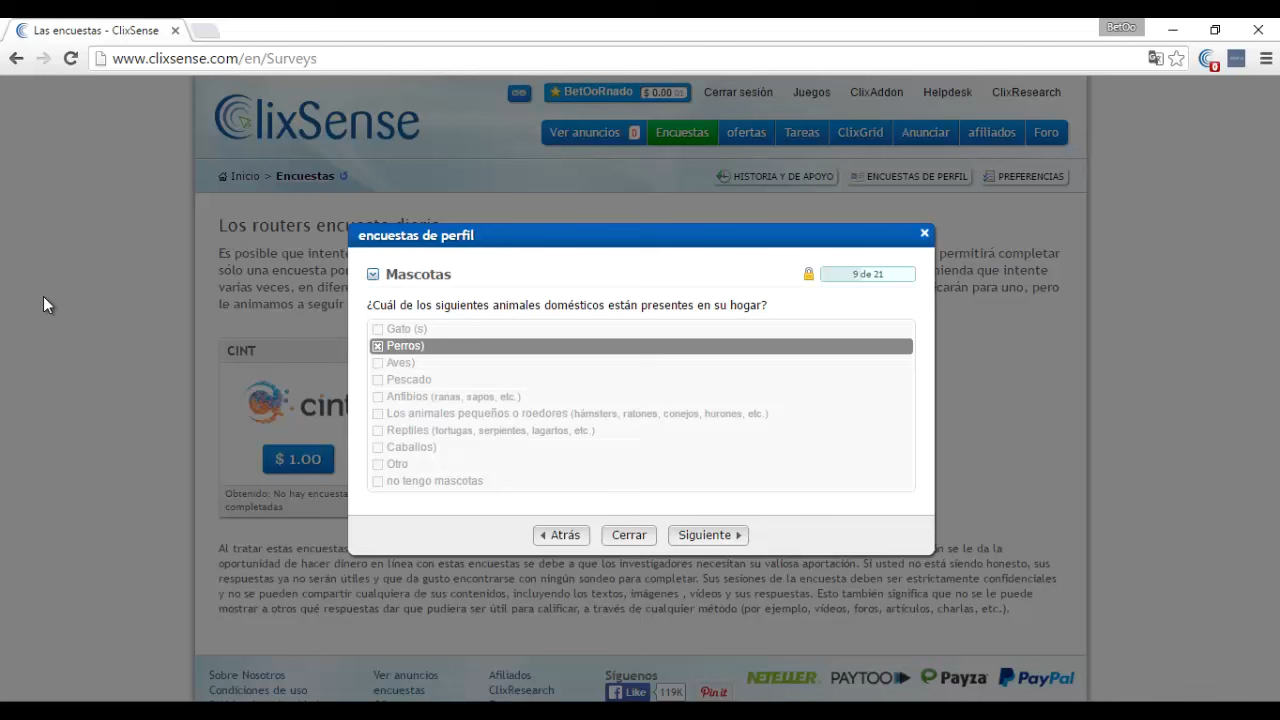 Las encuestas - ClixSense
BetOo
www.clixsense.com/en/Surveys
0
ClixSense
BetOoRnado $ 0.00
Cerrar sesión Juegos ClixAddon Helpdesk ClixResearch
Ver anuncios 0 Encuestas ofertas Tareas ClixGrid Anunciar afiliados Foro
Inicio > Encuestas
HISTORIA Y DE APOYO ENCUESTAS DE PERFIL PREFERENCIAS
Los routers encuesta diario
Es posible que intente permitirá completar
sólo una encuesta por mienda que intente
varias veces, en difere carán para uno, pero
le animamos a seguir
CINT
cint
$ 1.00
Obtenido: No hay encuesta
completadas
encuestas de perfil
Mascotas
9 de 21
¿Cuál de los siguientes animales domésticos están presentes en su hogar?
Gato (s)
Perros)
Aves)
Pescado
Anfibios (ranas, sapos, etc.)
Los animales pequeños o roedores (hámsters, ratones, conejos, hurones, etc.)
Reptiles (tortugas, serpientes, lagartos, etc.)
Caballos)
Otro
no tengo mascotas
Atrás Cerrar Siguiente
Al tratar estas encuestas n se le da la
oportunidad de hacer dinero en línea con estas encuestas se debe a que los investigadores necesitan su valiosa aportación. Si usted no está siendo honesto, sus
respuestas ya no serán útiles y que da gusto encontrarse con ningún sondeo para completar. Sus sesiones de la encuesta deben ser estrictamente confidenciales
y no se pueden compartir cualquiera de sus contenidos, incluyendo los textos, imágenes , vídeos y sus respuestas. Esto también significa que no se le puede
mostrar a otros qué respuestas dar que pudiera ser útil para calificar, a través de cualquier método (por ejemplo, vídeos, foros, artículos, charlas, etc.).
Sobre Nosotros Ver anuncios Afiliados Síguenos
Condiciones de uso encuestas ClixResearch
Like 119K Pin it
NETELLER PAYTOO Payza PayPal